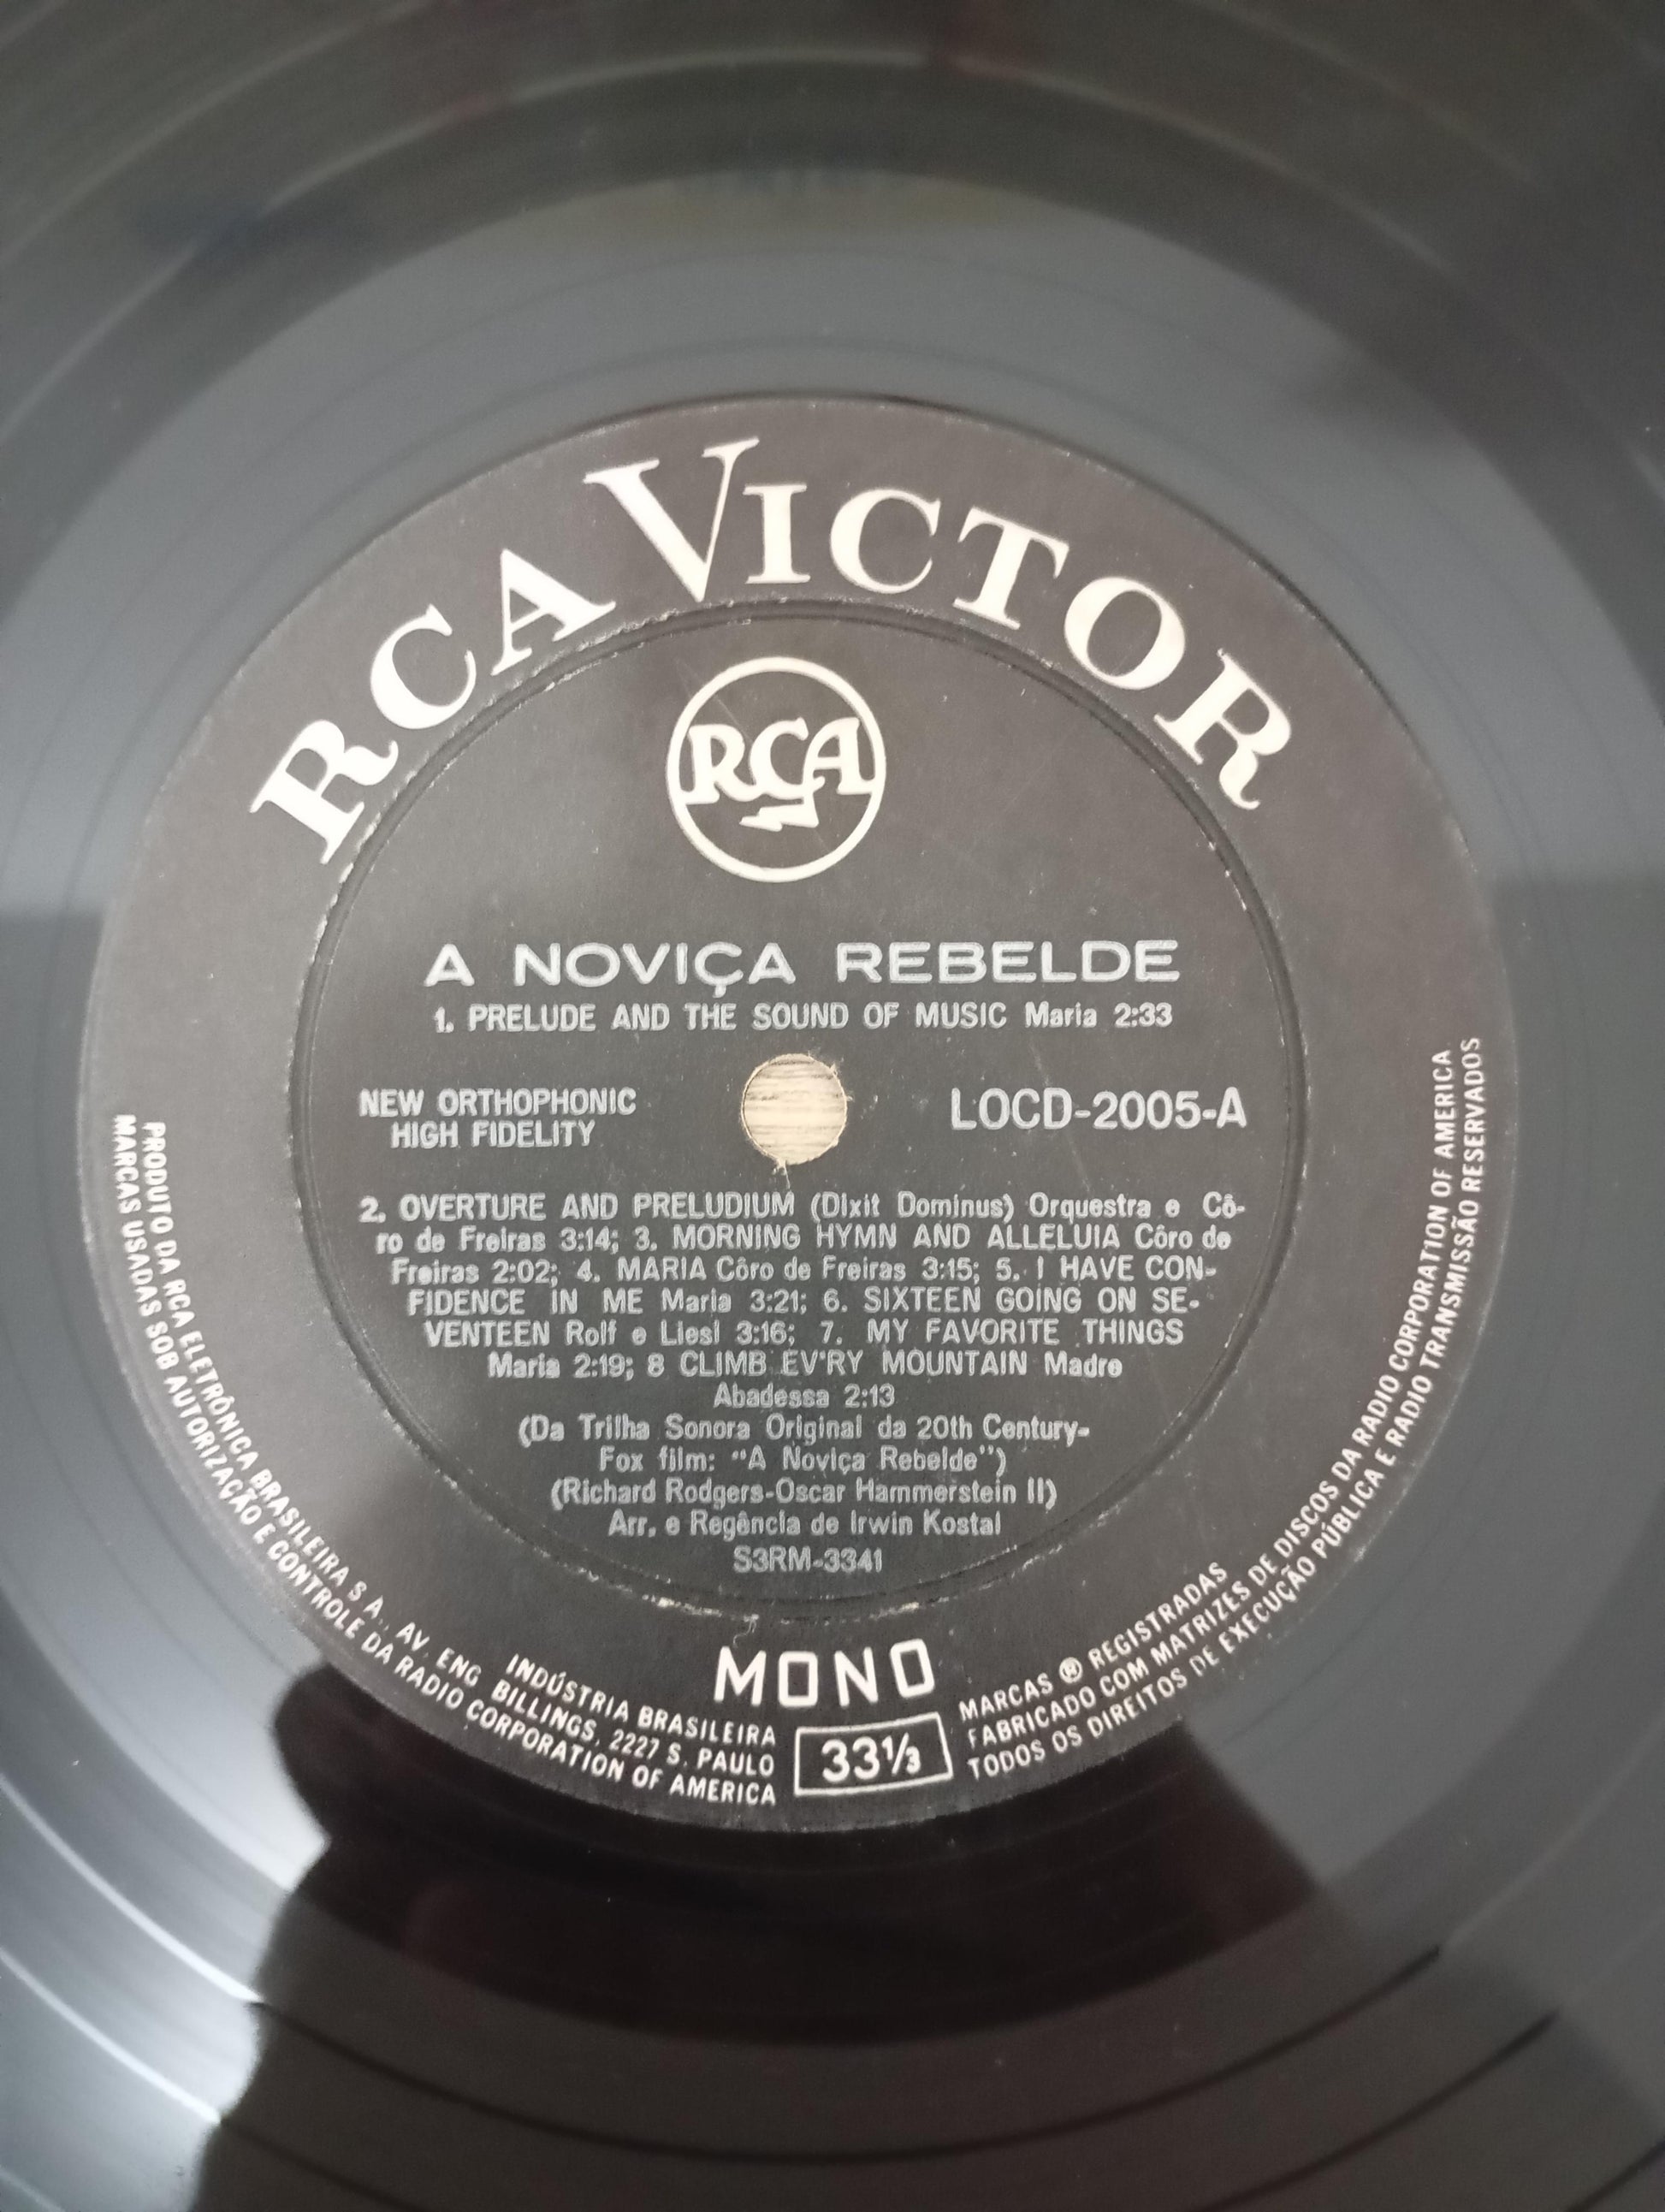 RCA VICTOR
RCA
A NOVIÇA REBELDE
1. PRELUDE AND THE SOUND OF MUSIC Maria 2:33
NEW ORTHOPHONIC
HIGH FIDELITY
LOCD-2005-A
2. OVERTURE AND PRELUDIUM (Dixit Dominus) Orquestra e Cô-
ro de Freiras 3:14; 3. MORNING HYMN AND ALLELUIA Côro de
Freiras 2:02; 4. MARIA Côro de Freiras 3:15; 5. I HAVE CON-
FIDENCE IN ME Maria 3:21; 6. SIXTEEN GOING ON SE-
VENTEEN Rolf e Liesl 3:16; 7. MY FAVORITE THINGS
Maria 2:19; 8 CLIMB EV'RY MOUNTAIN Madre
Abadessa 2:13
(Da Trilha Sonora Original da 20th Century-
Fox film: "A Noviça Rebelde")
(Richard Rodgers-Oscar Hammerstein II)
Arr. e Regência de Irwin Kostal
S3RM-3341
MONO
33⅓
INDÚSTRIA BRASILEIRA
PRODUTO DA RCA ELETRÔNICA BRASILEIRA S A., AV. ENG BILLINGS, 2227 S. PAULO
MARCAS USADAS SOB AUTORIZAÇÃO E CONTROLE DA RADIO CORPORATION OF AMERICA
MARCAS ® REGISTRADAS
FABRICADO COM MATRIZES DE DISCOS DA RADIO CORPORATION OF AMERICA
TODOS OS DIREITOS DE EXECUÇÃO PÚBLICA E RADIO TRANSMISSÃO RESERVADOS